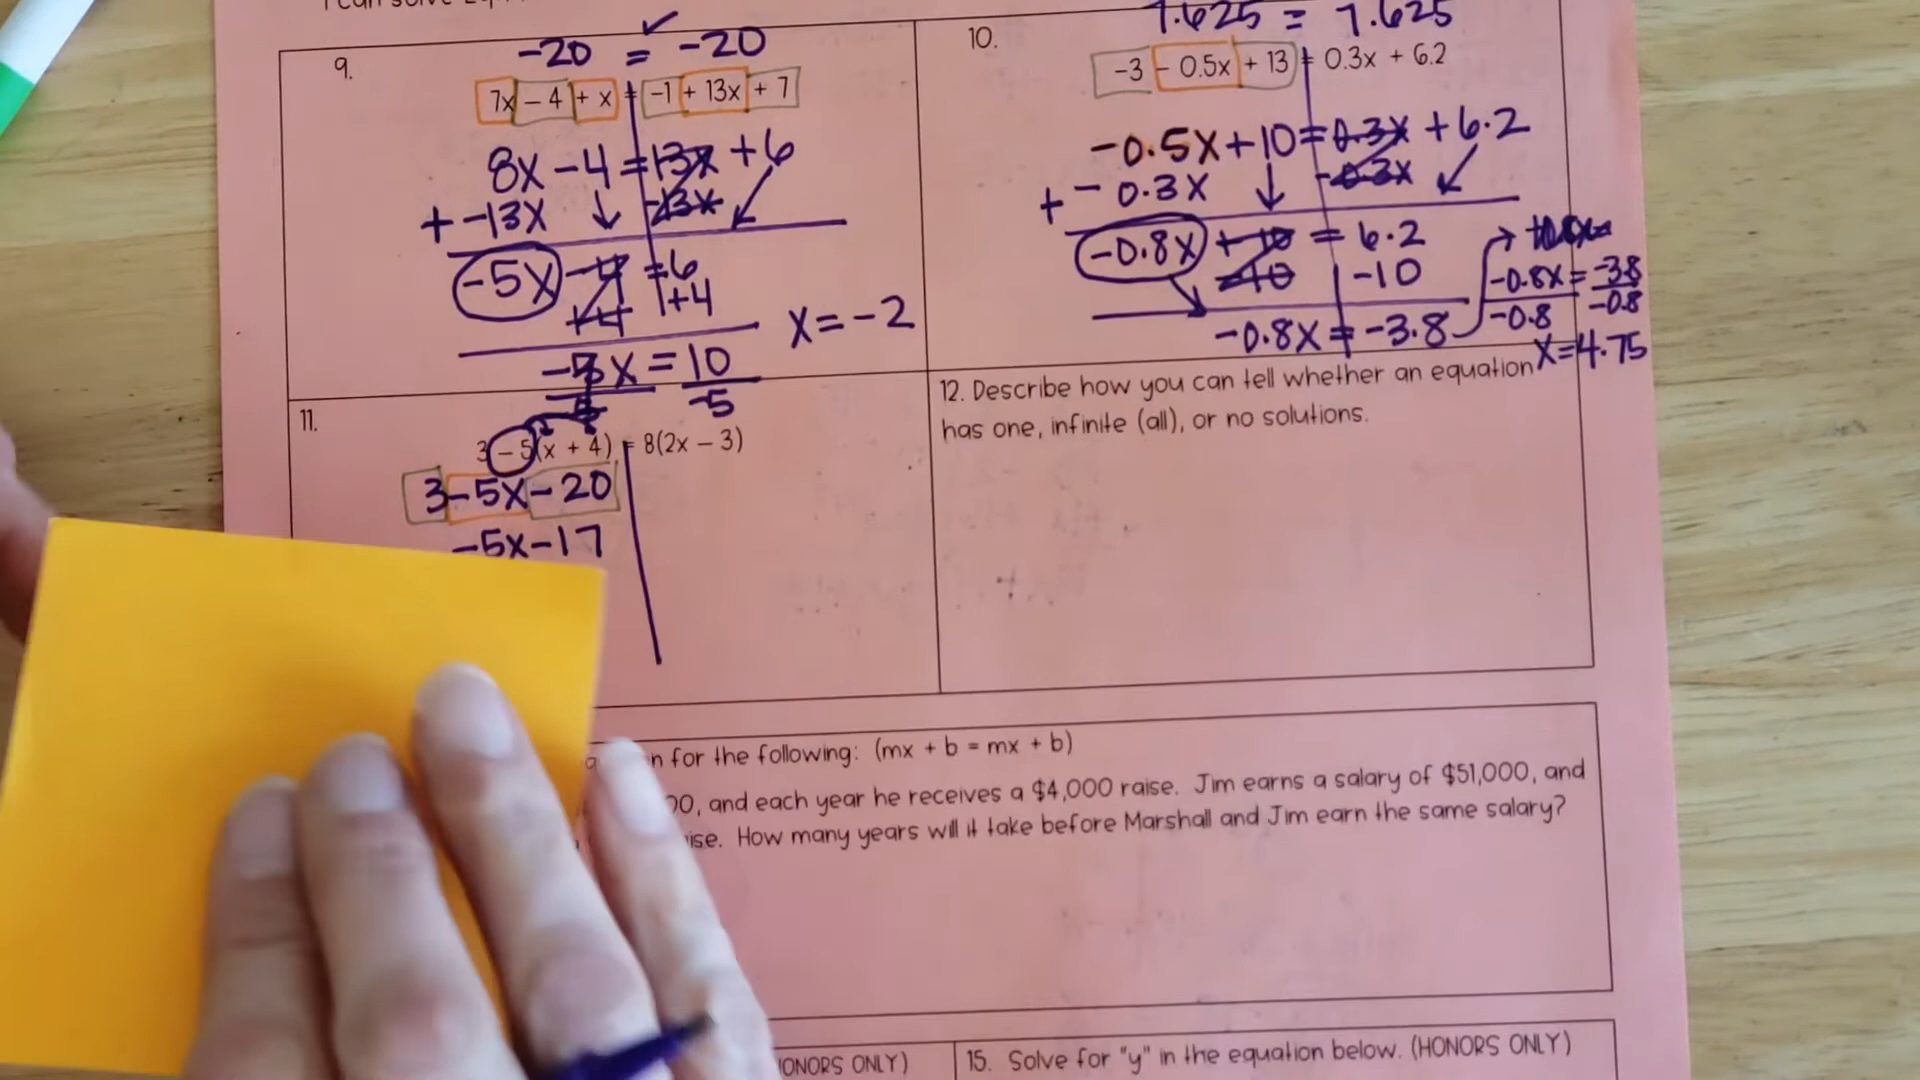 I can solve
9.
-20 = -20
7x - 4 + x = -1 + 13x + 7
8x - 4 = 13x + 6
+ -13x -13x
-5x - 4 = 6
+4 +4
-5x = 10
-5
x = -2
10.
7.625 = 7.625
-3 - 0.5x + 13 = 0.3x + 6.2
-0.5x + 10 = 0.3x + 6.2
+ - 0.3x -0.3x
-0.8x + 10 = 6.2
-10 -10
-0.8x = -3.8
-0.8x = -3.8
-0.8 -0.8
x = 4.75
11.
3 - 5(x + 4) = 8(2x - 3)
3 - 5x - 20
-5x - 17
12. Describe how you can tell whether an equation
has one, infinite (all), or no solutions.
n for the following: (mx + b = mx + b)
00, and each year he receives a $4,000 raise. Jim earns a salary of $51,000, and
ise. How many years will it take before Marshall and Jim earn the same salary?
ONORS ONLY)
15. Solve for "y" in the equation below. (HONORS ONLY)